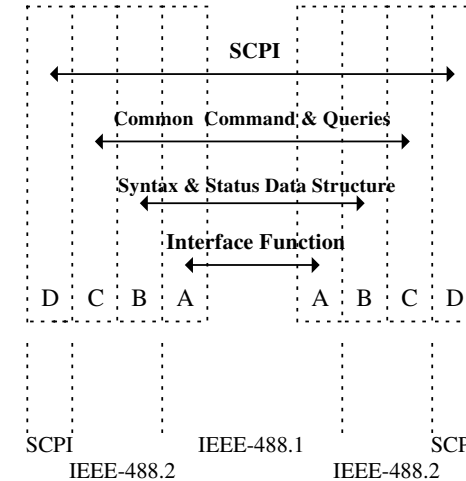 SCPI
Common Command & Queries
Syntax & Status Data Structure
Interface Function
D C B A A B C D
SCPI IEEE-488.1 SCP
IEEE-488.2 IEEE-488.2